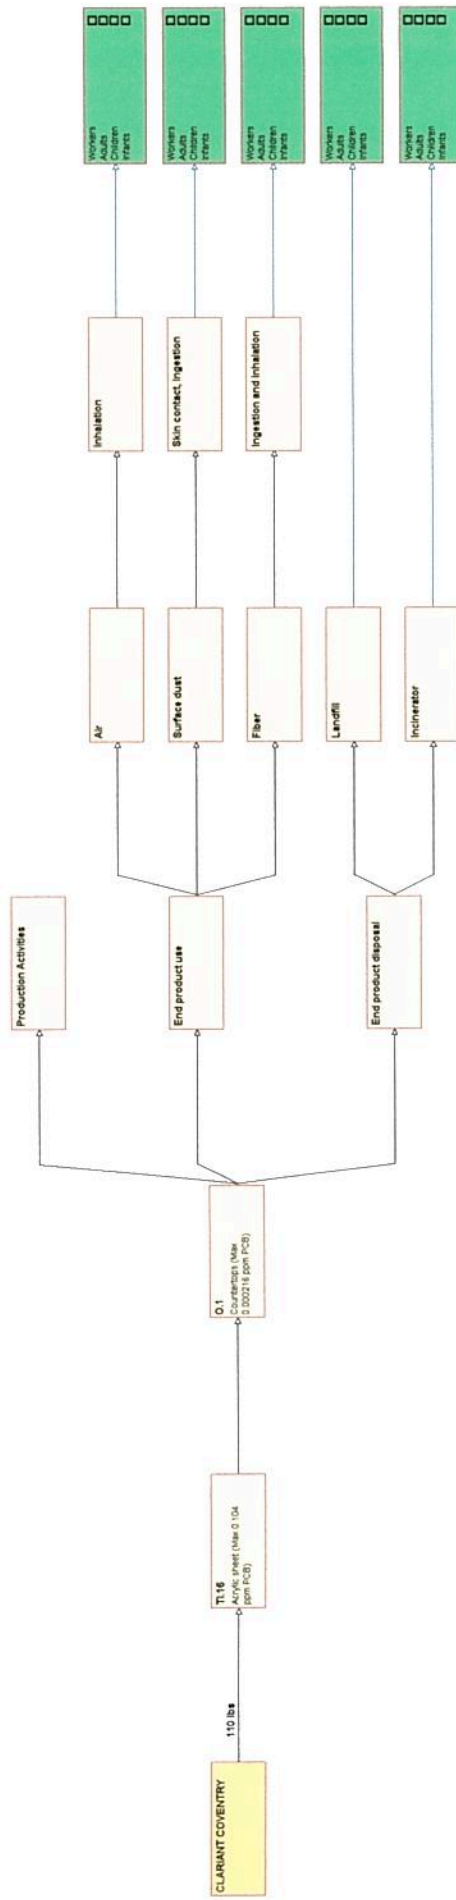 CLARIANT COVENTRY
110 lbs
TI.16
Acrylic sheet (Max 0.104
ppm PCB)
O.1
Countertops (Max
0.000216 ppm PCB)
Production Activities
End product use
End product disposal
Air
Surface dust
Fiber
Landfill
Incinerator
Inhalation
Skin contact, Ingestion
Ingestion and Inhalation
Workers
Adults
Children
Infants
Workers
Adults
Children
Infants
Workers
Adults
Children
Infants
Workers
Adults
Children
Infants
Workers
Adults
Children
Infants